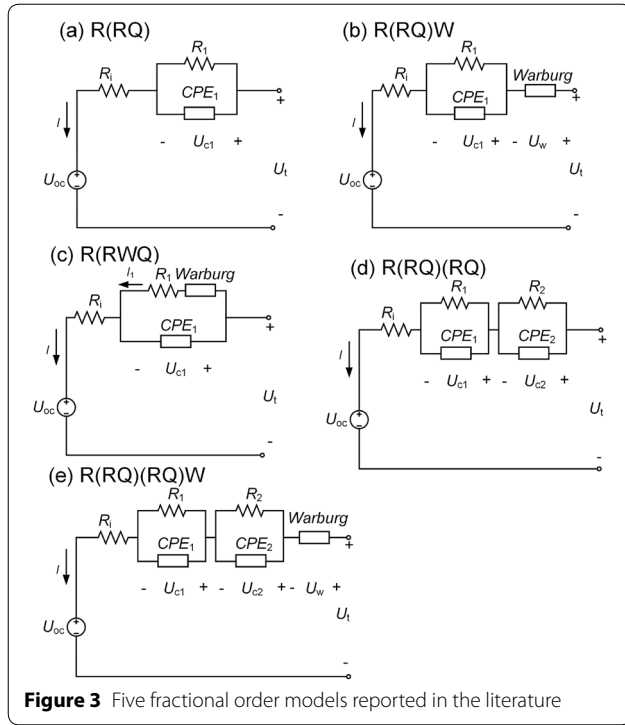 (a) R(RQ)
R1
Ri
CPE1
I
- Uc1 +
+
Ut
Uoc
-
(b) R(RQ)W
R1
Ri
Warburg
CPE1
I
- Uc1 + - Uw +
+
Ut
Uoc
-
(c) R(RWQ)
I1 R1 Warburg
Ri
CPE1
I
- Uc1 +
+
Ut
Uoc
-
(d) R(RQ)(RQ)
R1 R2
Ri
CPE1 CPE2
I
- Uc1 + - Uc2 +
+
Ut
Uoc
-
(e) R(RQ)(RQ)W
R1 R2
Ri
Warburg
CPE1 CPE2
I
- Uc1 + - Uc2 + - Uw +
+
Ut
Uoc
-
Figure 3 Five fractional order models reported in the literature